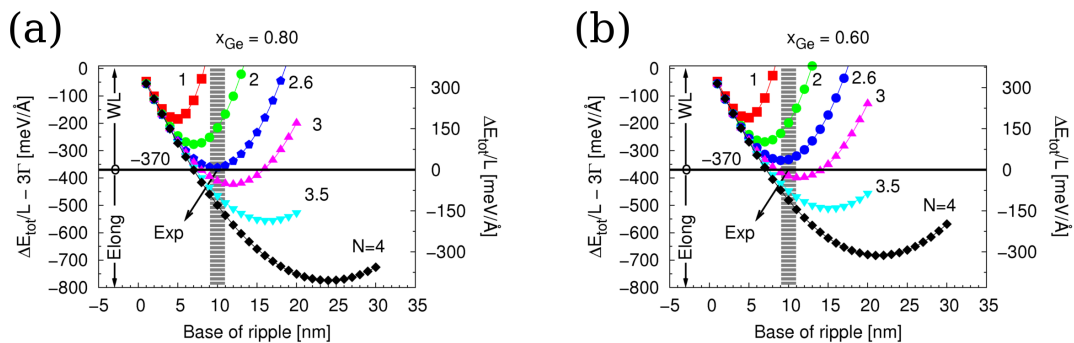 (a)
x_Ge = 0.80
ΔE_tot/L − 3Γ [meV/Å]
0
−100
−200
−300
−400
−500
−600
−700
−800
WL
Elong
−370
Exp
1
2
2.6
3
3.5
N=4
300
150
0
−150
−300
ΔE_tot/L [meV/Å]
−5 0 5 10 15 20 25 30 35
Base of ripple [nm]
(b)
x_Ge = 0.60
ΔE_tot/L − 3Γ [meV/Å]
0
−100
−200
−300
−400
−500
−600
−700
−800
WL
Elong
−370
Exp
1
2
2.6
3
3.5
N=4
300
150
0
−150
−300
ΔE_tot/L [meV/Å]
−5 0 5 10 15 20 25 30 35
Base of ripple [nm]